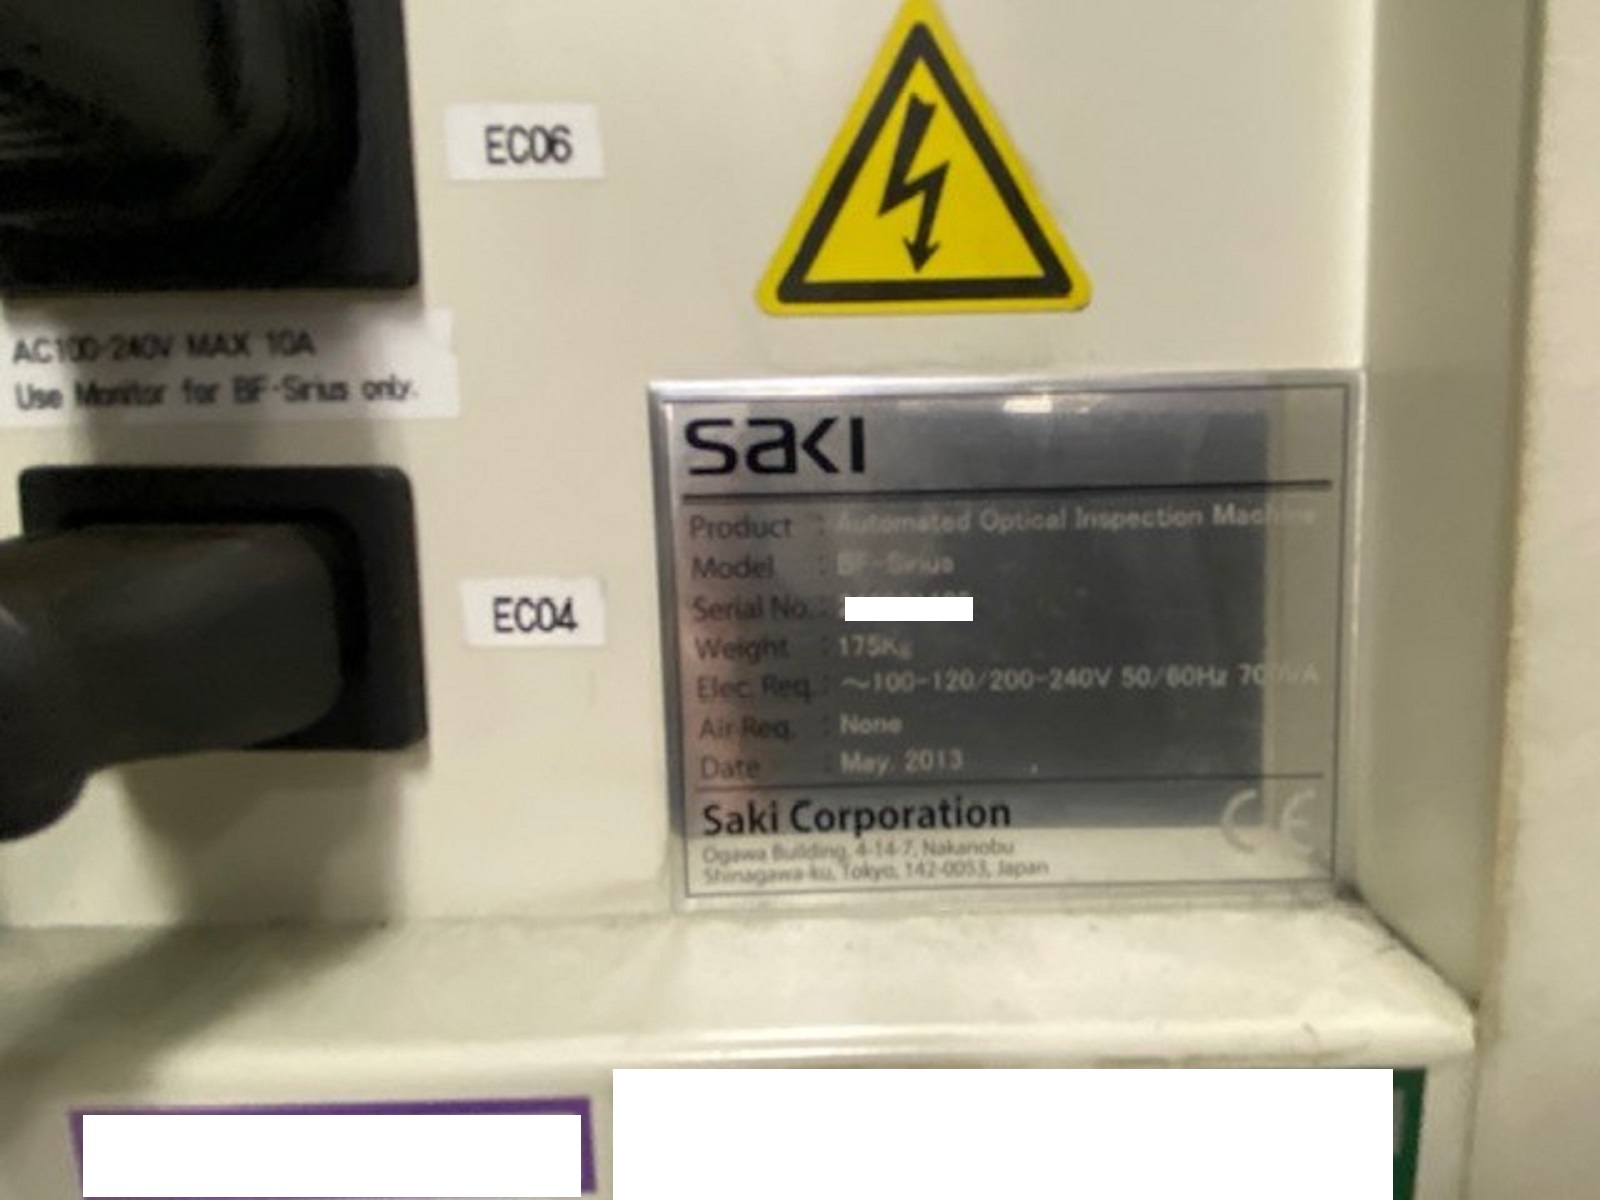 EC06
AC100-240V MAX 10A
Use Monitor for BF-Sirius only.
EC04
saki
Product : Automated Optical Inspection Machine
Model : BF-Sirius
Serial No. :
Weight : 175Kg
Elec. Req. : ～100-120/200-240V 50/60Hz 700VA
Air Req. : None
Date : May. 2013
Saki Corporation
CE
Ogawa Building, 4-14-7, Nakanobu
Shinagawa-ku, Tokyo, 142-0053, Japan